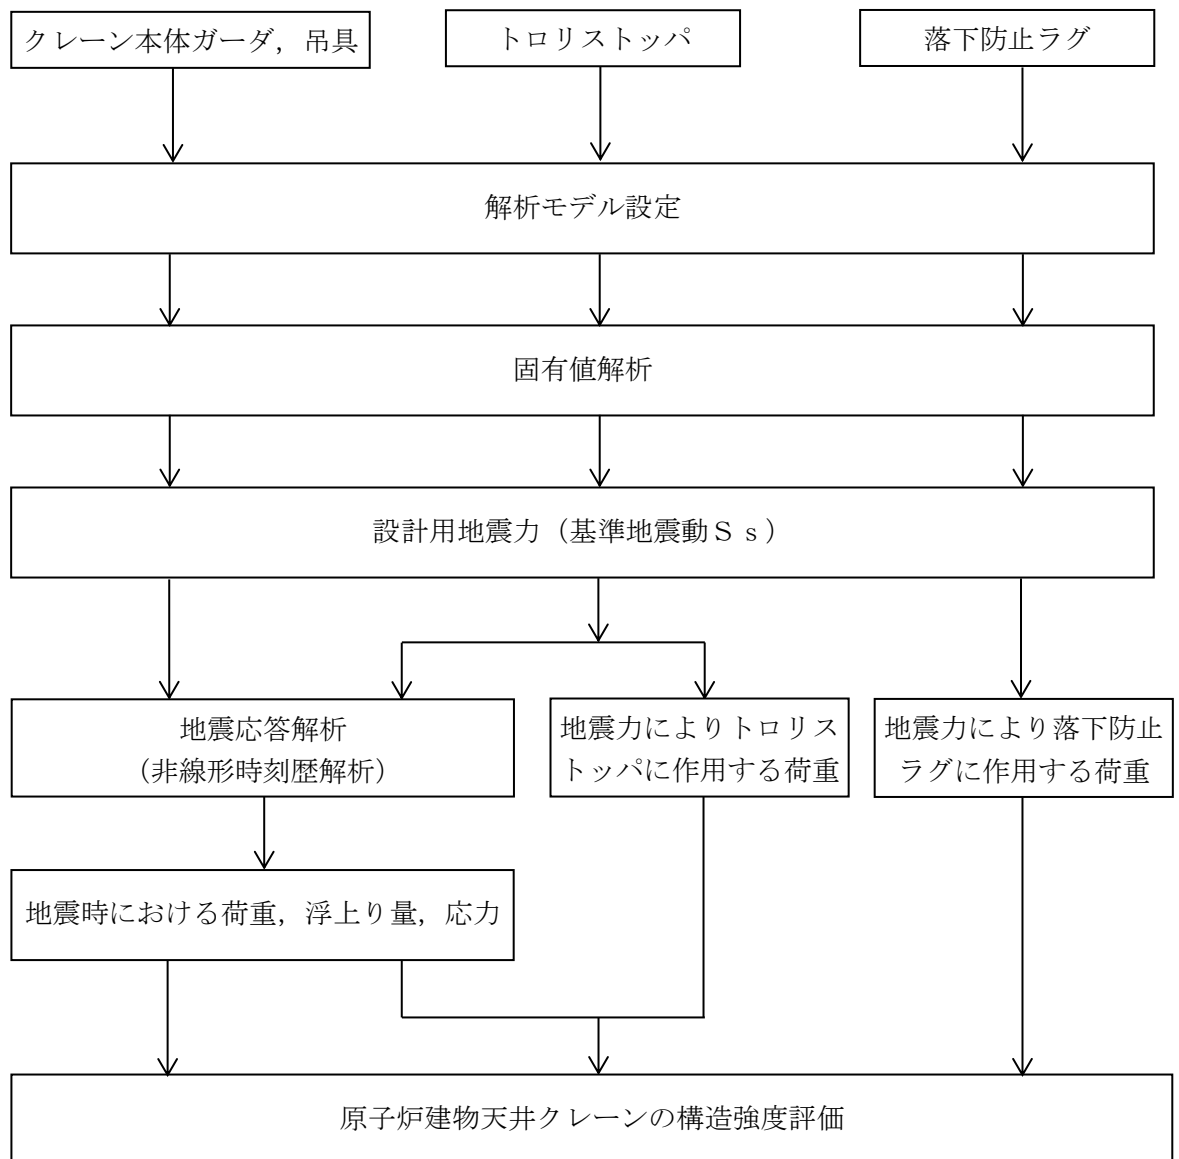 クレーン本体ガーダ，吊具
トロリストッパ
落下防止ラグ
解析モデル設定
固有値解析
設計用地震力（基準地震動Ｓｓ）
地震応答解析
（非線形時刻歴解析）
地震力によりトロリス
トッパに作用する荷重
地震力により落下防止
ラグに作用する荷重
地震時における荷重，浮上り量，応力
原子炉建物天井クレーンの構造強度評価